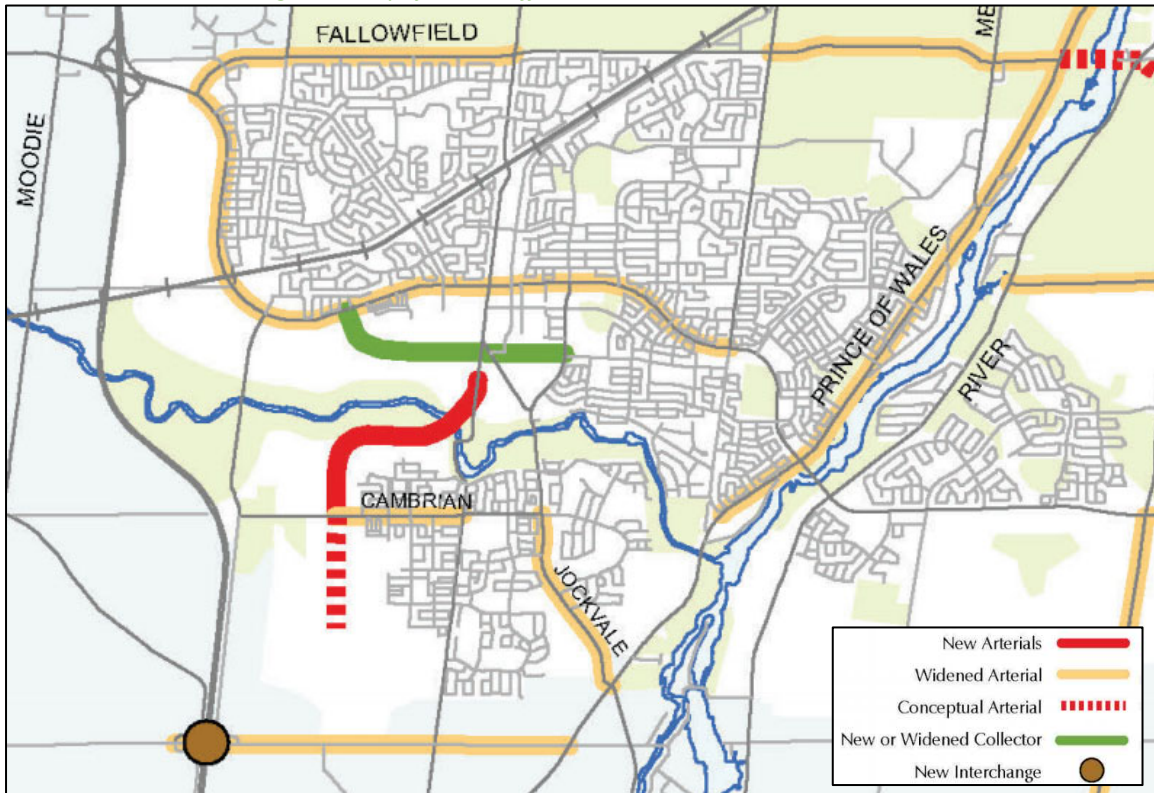 FALLOWFIELD
ME
MOODIE
PRINCE OF WALES
RIVER
CAMBRIAN
JOCKVALE
New Arterials
Widened Arterial
Conceptual Arterial
New or Widened Collector
New Interchange